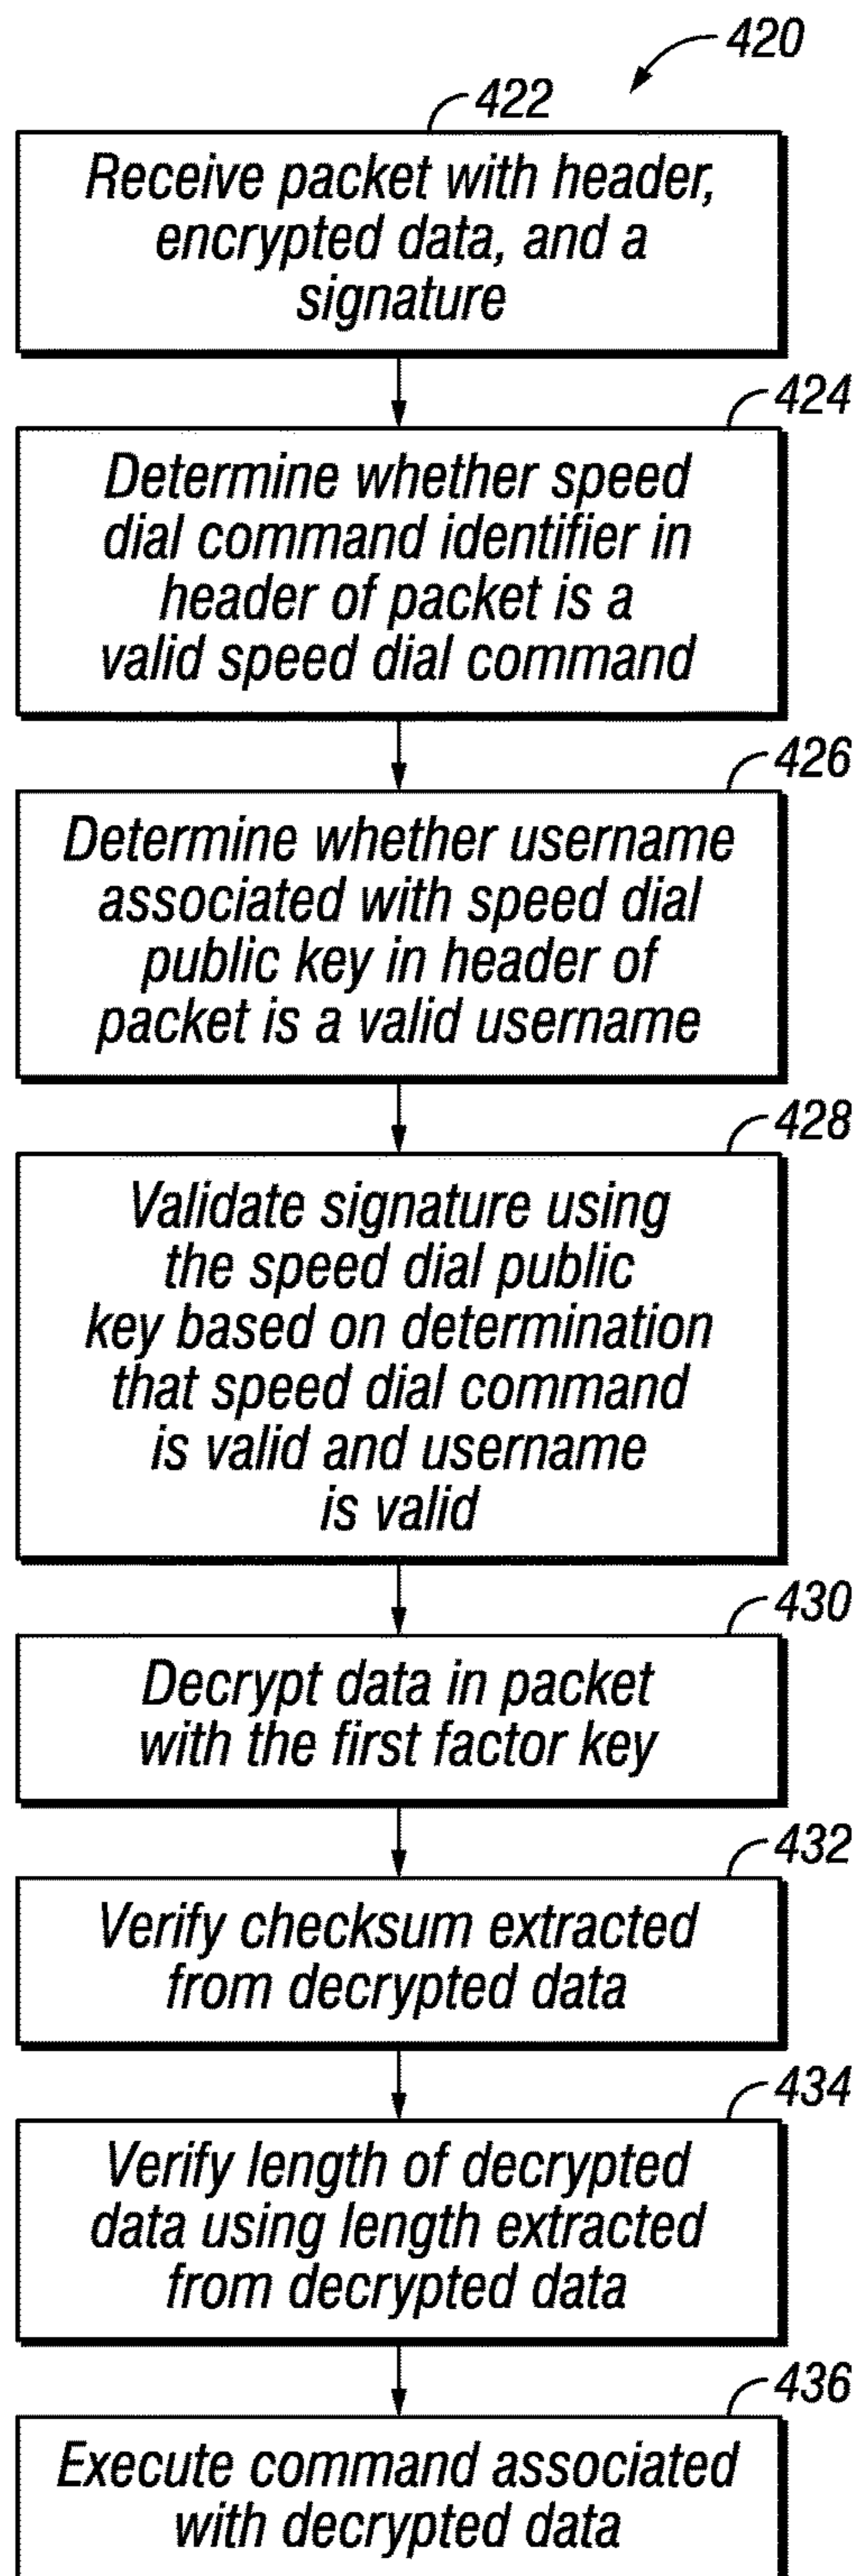 420
422
Receive packet with header,
encrypted data, and a
signature
424
Determine whether speed
dial command identifier in
header of packet is a
valid speed dial command
426
Determine whether username
associated with speed dial
public key in header of
packet is a valid username
428
Validate signature using
the speed dial public
key based on determination
that speed dial command
is valid and username
is valid
430
Decrypt data in packet
with the first factor key
432
Verify checksum extracted
from decrypted data
434
Verify length of decrypted
data using length extracted
from decrypted data
436
Execute command associated
with decrypted data